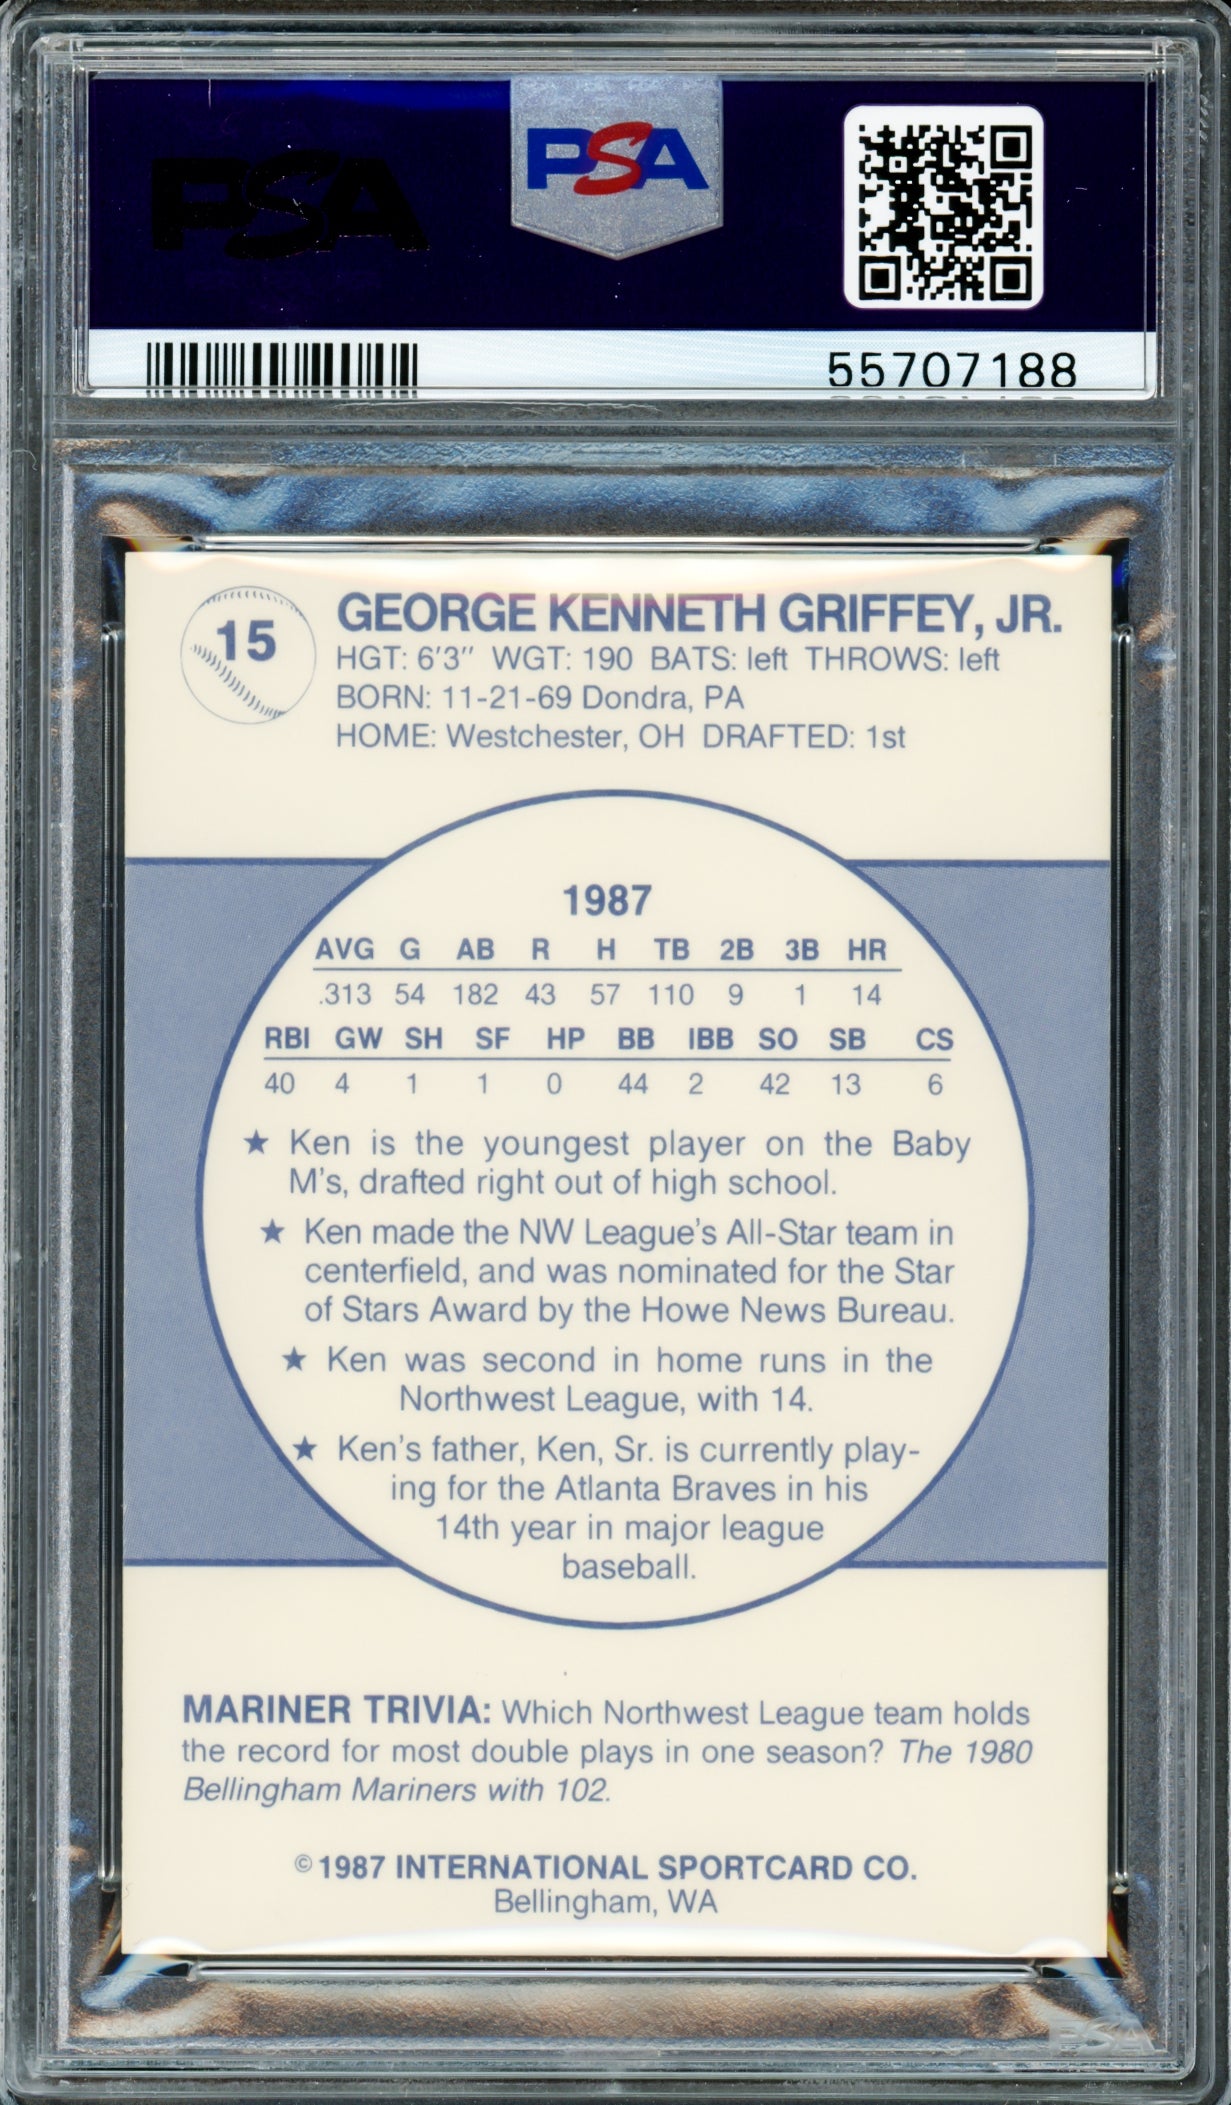 PSA
PSA
55707188
15
GEORGE KENNETH GRIFFEY, JR.
HGT: 6'3" WGT: 190 BATS: left THROWS: left
BORN: 11-21-69 Dondra, PA
HOME: Westchester, OH DRAFTED: 1st
1987
AVG G AB R H TB 2B 3B HR
.313 54 182 43 57 110 9 1 14
RBI GW SH SF HP BB IBB SO SB CS
40 4 1 1 0 44 2 42 13 6
★ Ken is the youngest player on the Baby
M's, drafted right out of high school.
★ Ken made the NW League's All-Star team in
centerfield, and was nominated for the Star
of Stars Award by the Howe News Bureau.
★ Ken was second in home runs in the
Northwest League, with 14.
★ Ken's father, Ken, Sr. is currently play-
ing for the Atlanta Braves in his
14th year in major league
baseball.
MARINER TRIVIA: Which Northwest League team holds
the record for most double plays in one season? The 1980
Bellingham Mariners with 102.
© 1987 INTERNATIONAL SPORTCARD CO.
Bellingham, WA
PSA